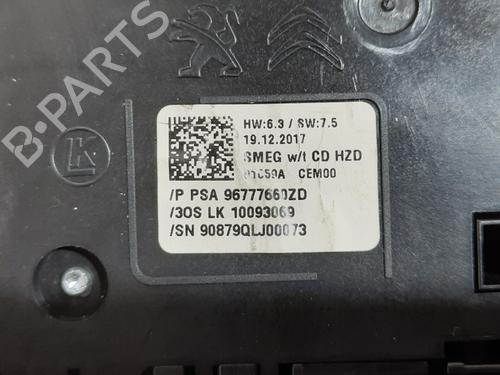 HW:6.3 / SW:7.5
19.12.2017
SMEG w/t CD HZD
01C59A CEM00
/P PSA 96777660ZD
/3OS LK 10093069
/SN 90879QLJ00073
LK
B-PARTS